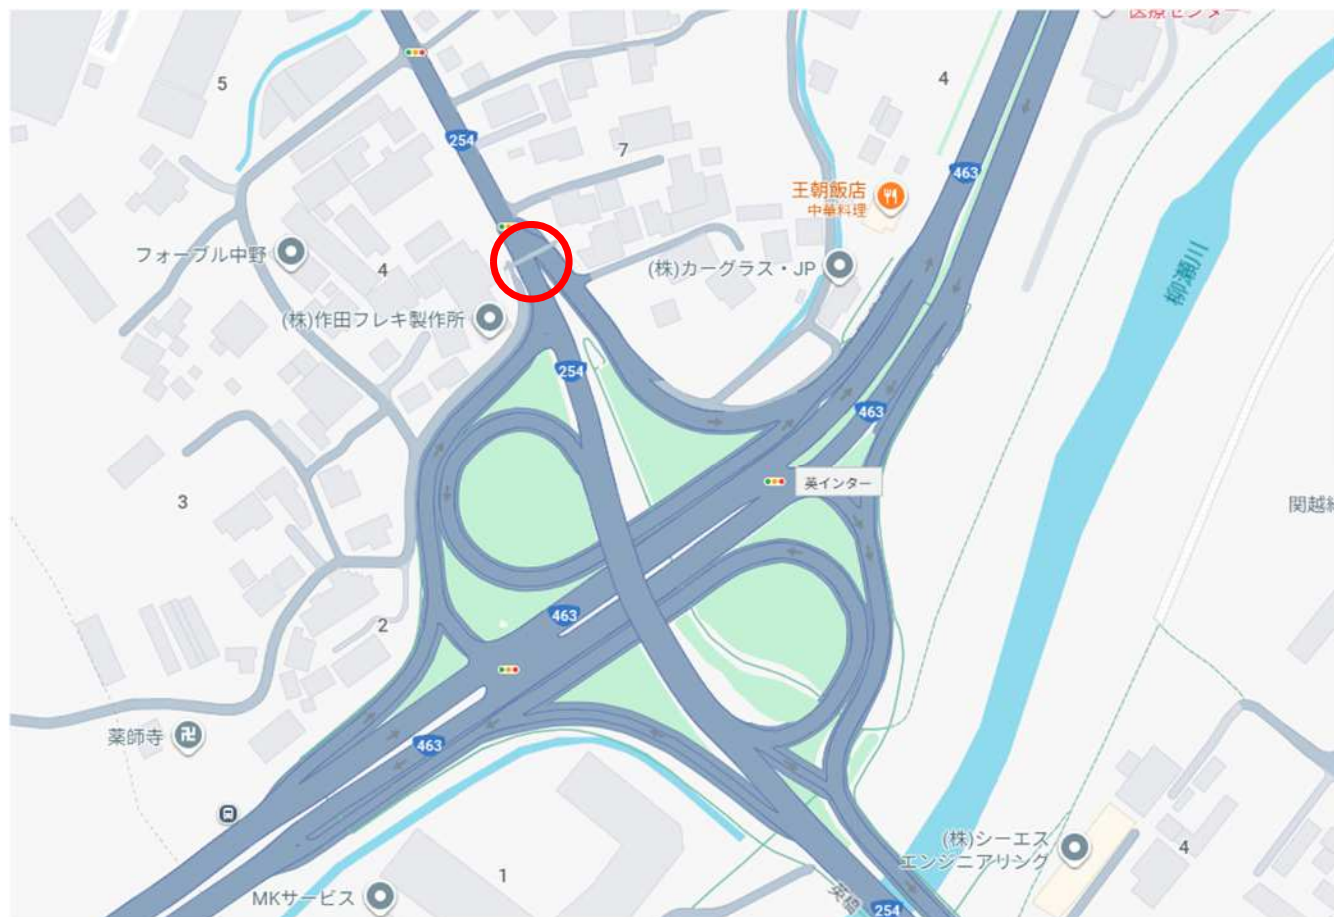 医療センター
5
4
254
463
7
王朝飯店
中華料理
フォーブル中野
4
(株)カーグラス・JP
柳瀬川
(株)作田フレキ製作所
254
463
英インター
3
関越
463
2
薬師寺
463
(株)シーエス
エンジニアリング
4
1
MKサービス
英橋
254